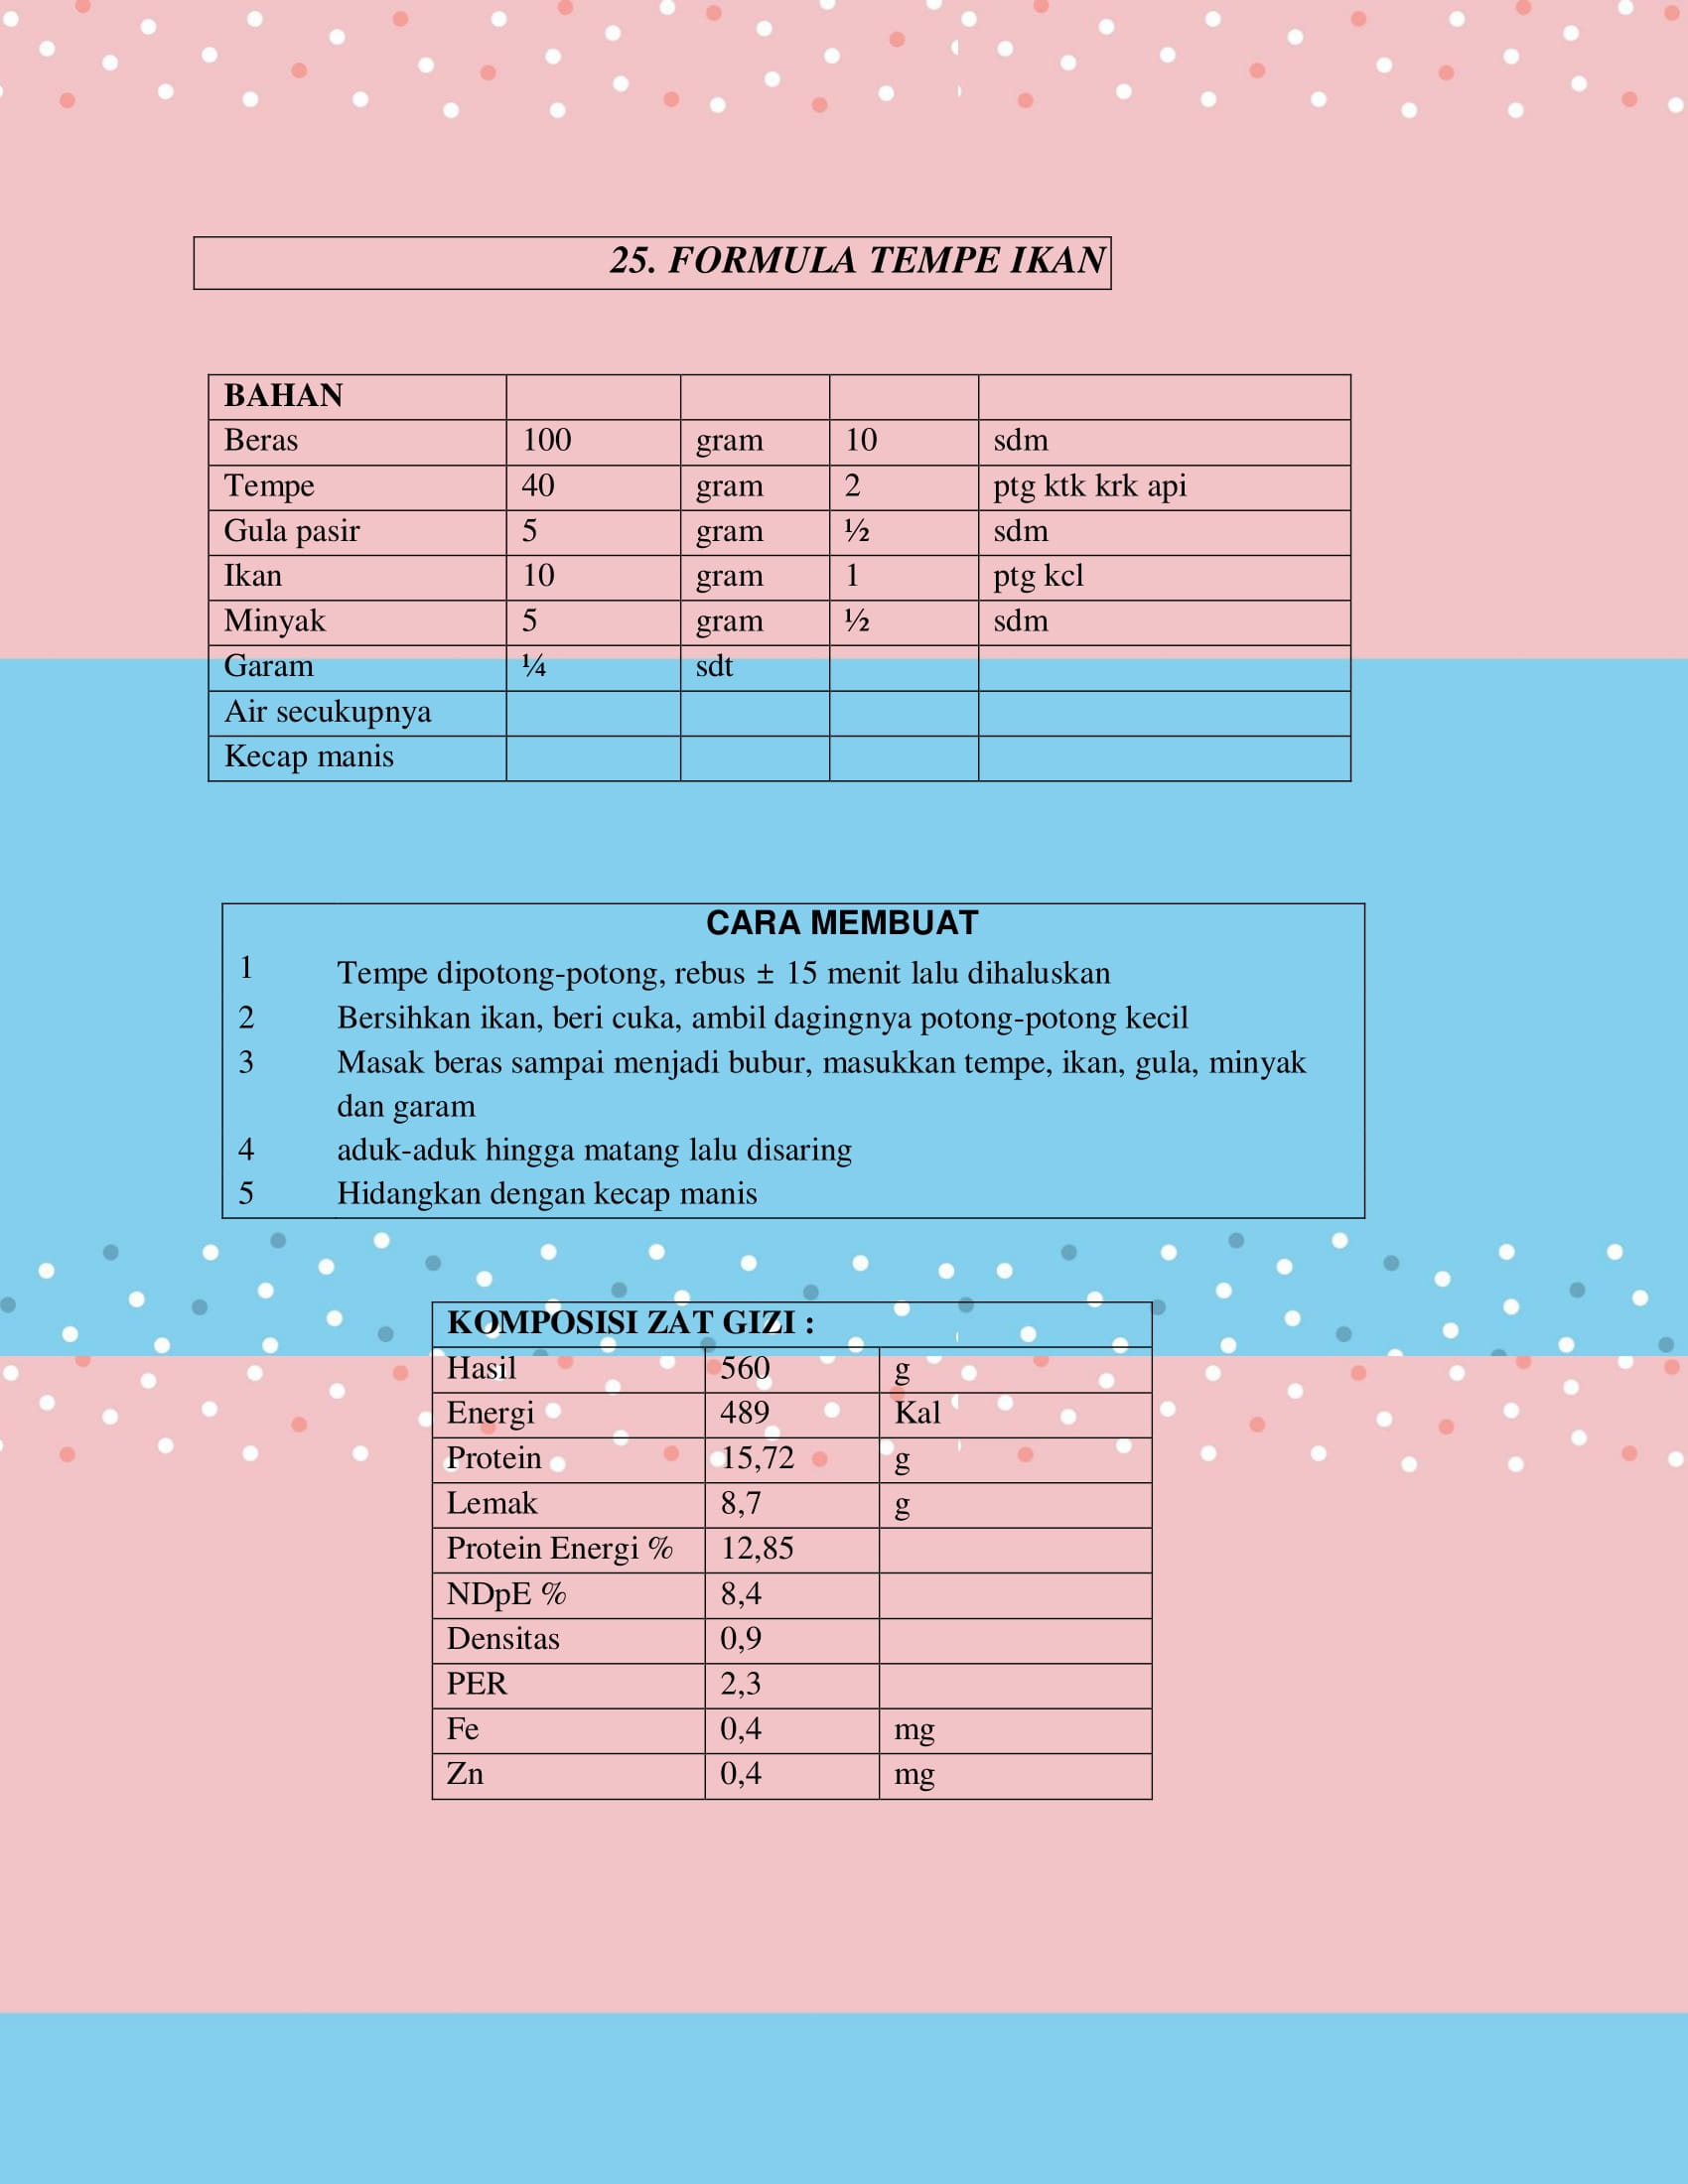 25. FORMULA TEMPE IKAN
BAHAN
Beras 100 gram 10 sdm
Tempe 40 gram 2 ptg ktk krk api
Gula pasir 5 gram ½ sdm
Ikan 10 gram 1 ptg kcl
Minyak 5 gram ½ sdm
Garam ¼ sdt
Air secukupnya
Kecap manis
CARA MEMBUAT
1 Tempe dipotong-potong, rebus ± 15 menit lalu dihaluskan
2 Bersihkan ikan, beri cuka, ambil dagingnya potong-potong kecil
3 Masak beras sampai menjadi bubur, masukkan tempe, ikan, gula, minyak
dan garam
4 aduk-aduk hingga matang lalu disaring
5 Hidangkan dengan kecap manis
KOMPOSISI ZAT GIZI :
Hasil 560 g
Energi 489 Kal
Protein 15,72 g
Lemak 8,7 g
Protein Energi % 12,85
NDpE % 8,4
Densitas 0,9
PER 2,3
Fe 0,4 mg
Zn 0,4 mg